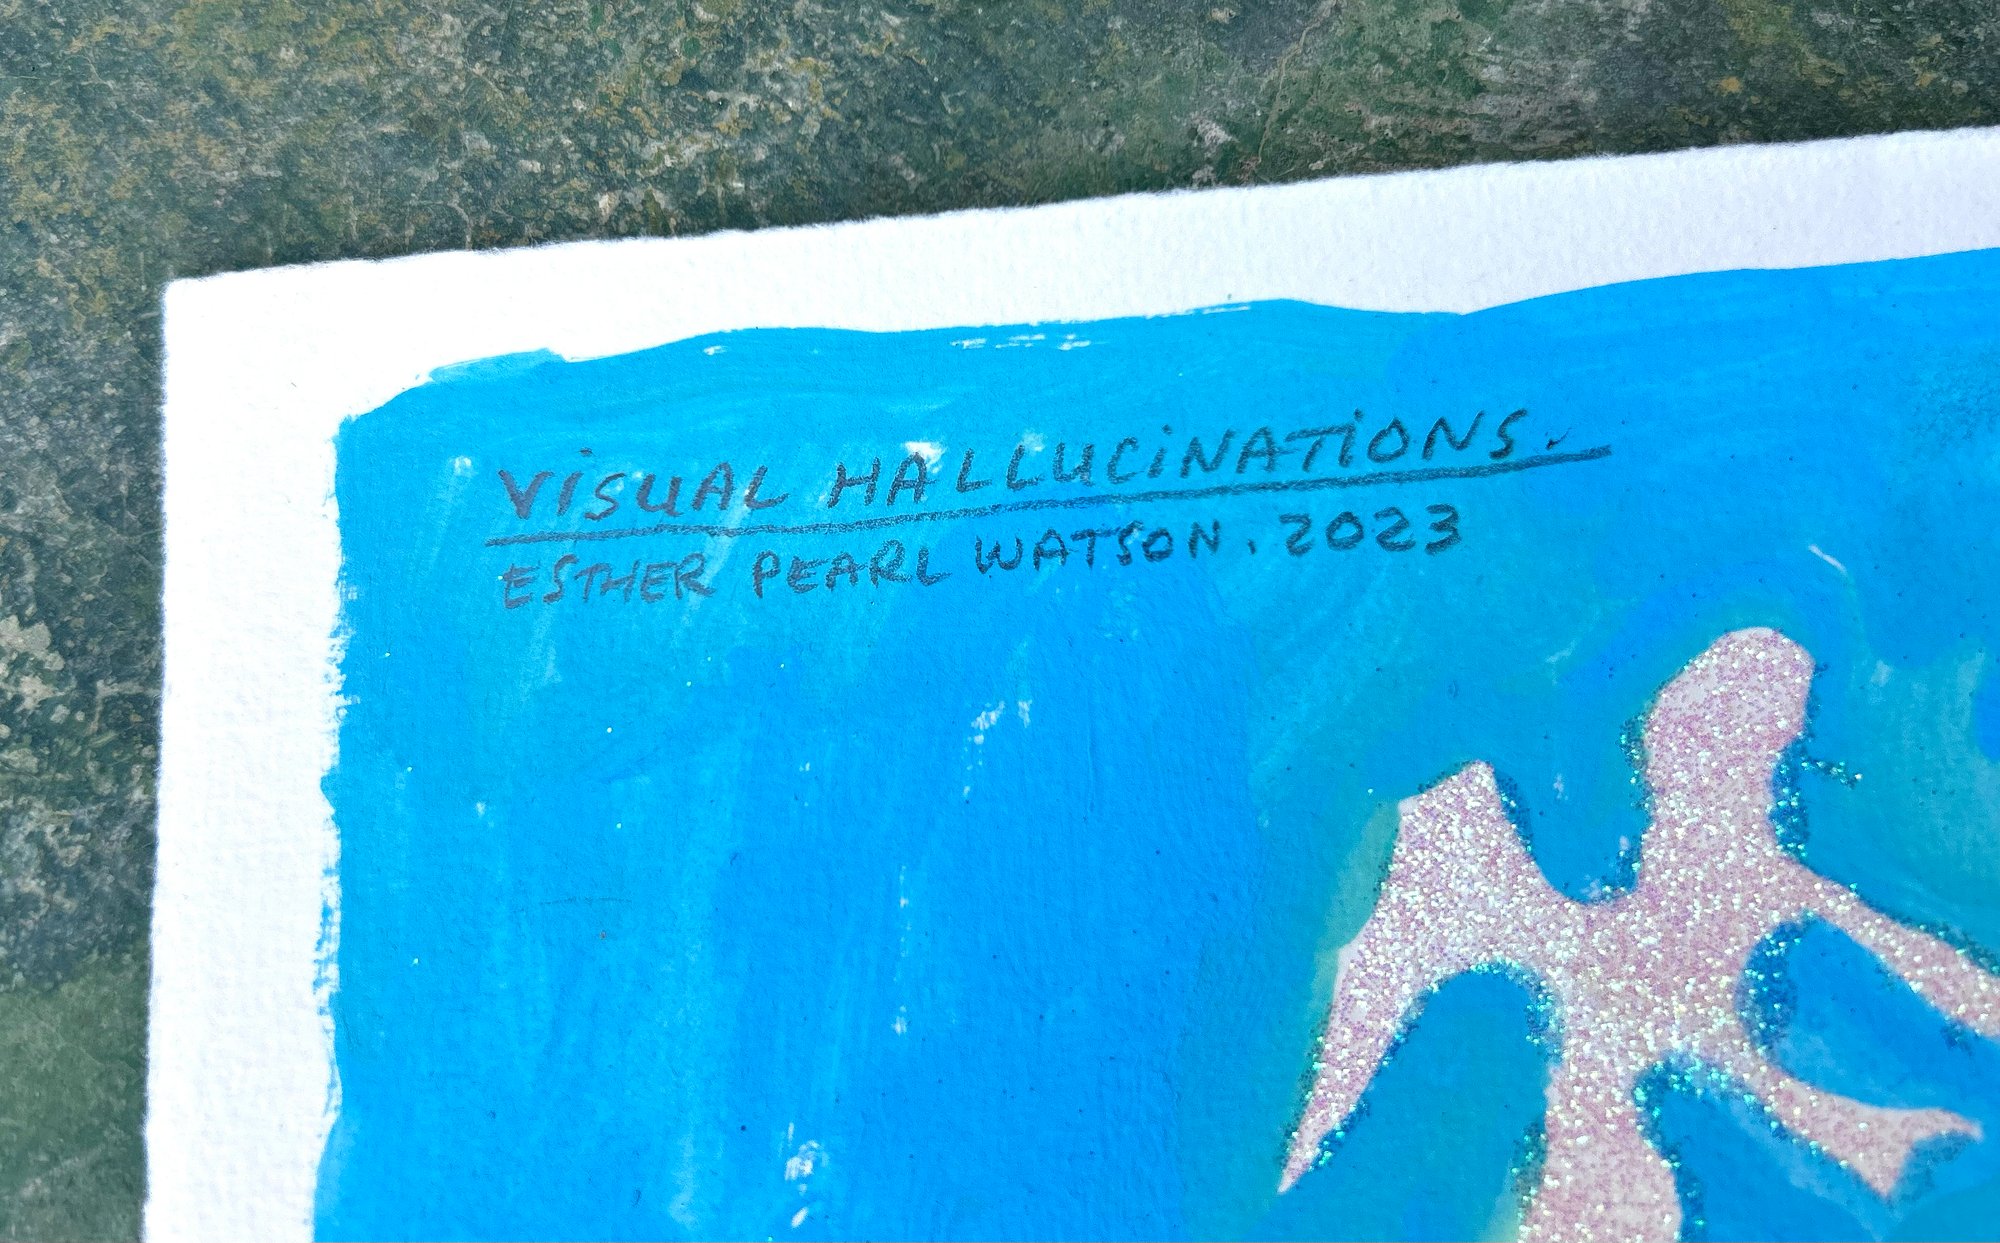 ViSUAL HALLUCiNATiONS.
ESTHER PEARL WATSON. 2023